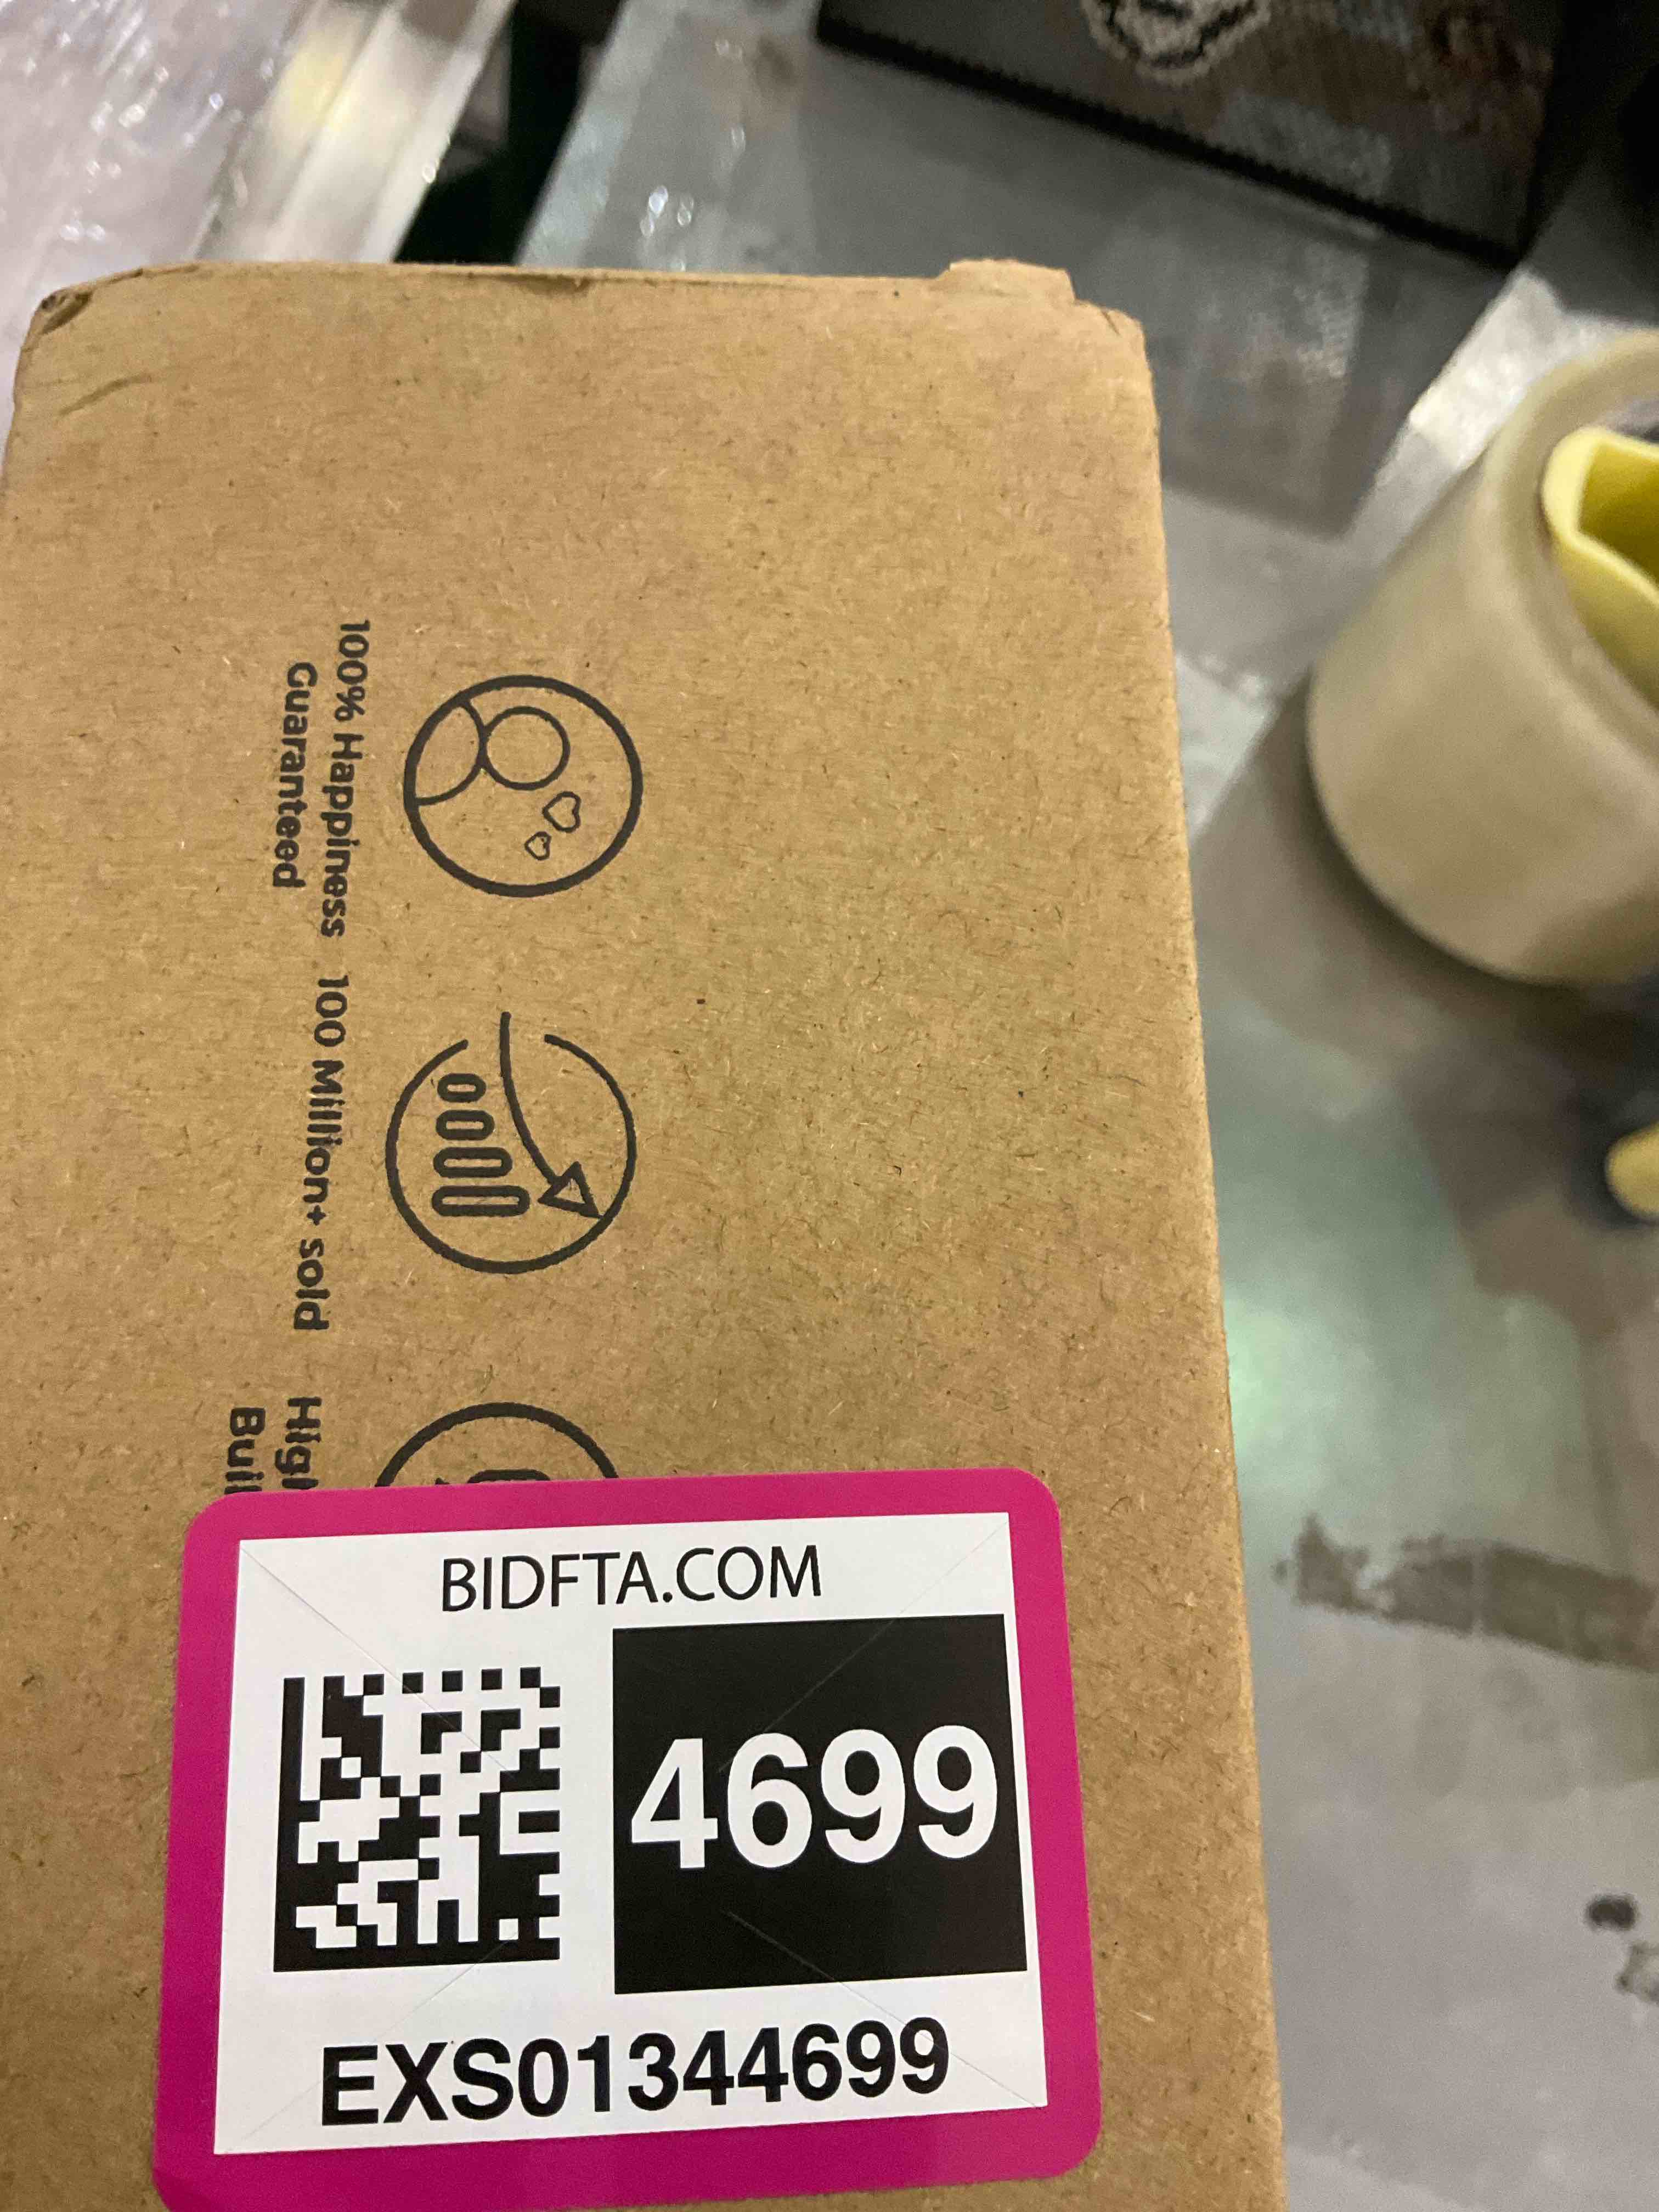 100% Happiness
Guaranteed
100 Million+ sold
BIDFTA.COM
4699
EXS01344699